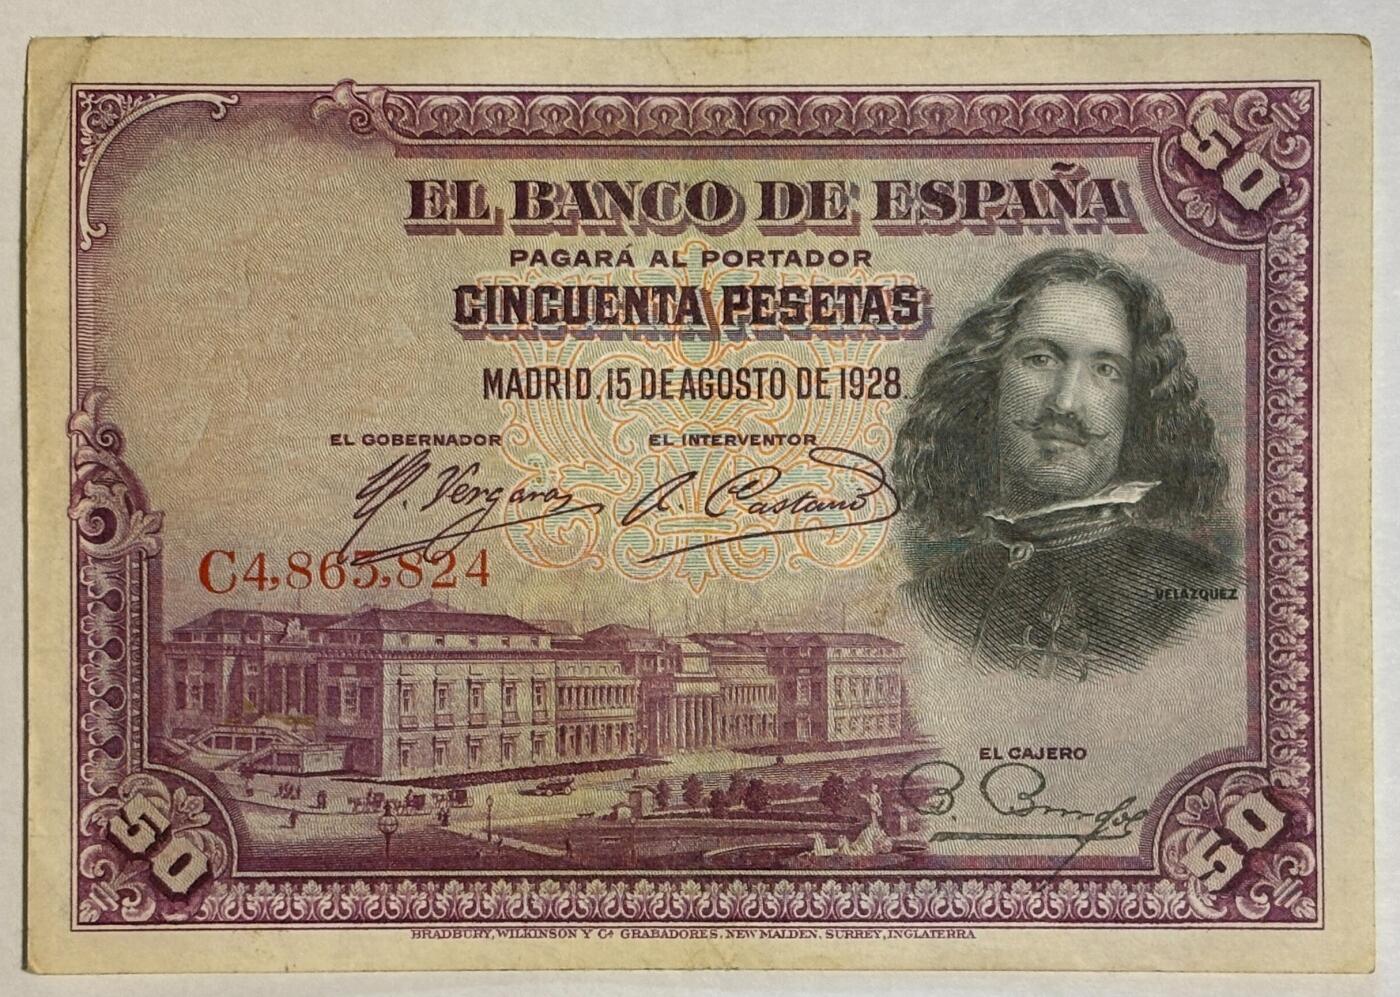 50
EL BANCO DE ESPAÑA
PAGARÁ AL PORTADOR
CINCUENTA PESETAS
MADRID, 15 DE AGOSTO DE 1928.
EL GOBERNADOR
EL INTERVENTOR
C4,865,824
VELAZQUEZ
EL CAJERO
50
50
BRADBURY, WILKINSON Y Cª GRABADORES. NEW MALDEN. SURREY, INGLATERRA